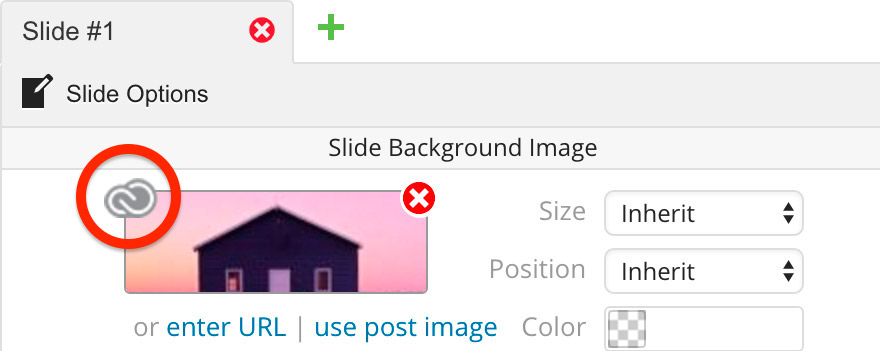 Slide #1
Slide Options
Slide Background Image
Size Inherit
Position Inherit
or enter URL | use post image Color